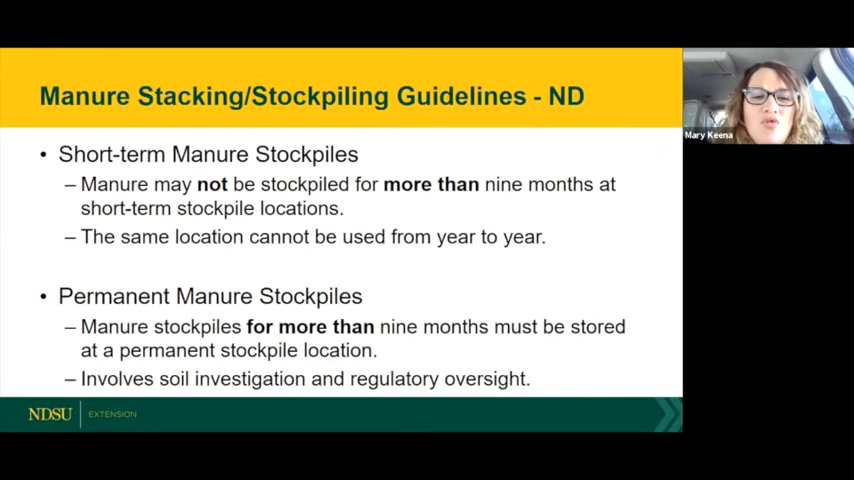 Manure Stacking/Stockpiling Guidelines - ND
• Short-term Manure Stockpiles
– Manure may not be stockpiled for more than nine months at
short-term stockpile locations.
– The same location cannot be used from year to year.
• Permanent Manure Stockpiles
– Manure stockpiles for more than nine months must be stored
at a permanent stockpile location.
– Involves soil investigation and regulatory oversight.
NDSU EXTENSION
Mary Keena